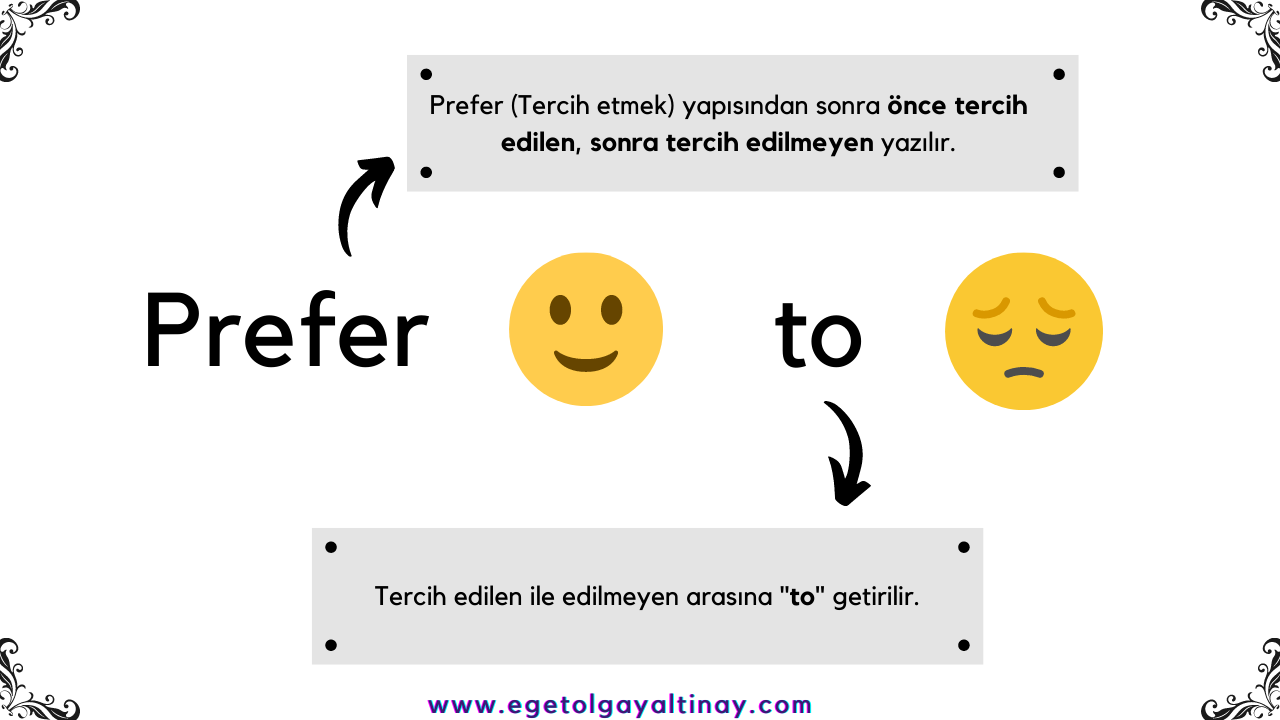 Prefer (Tercih etmek) yapısından sonra önce tercih
edilen, sonra tercih edilmeyen yazılır.
Prefer to
Tercih edilen ile edilmeyen arasına "to" getirilir.
www.egetolgayaltinay.com